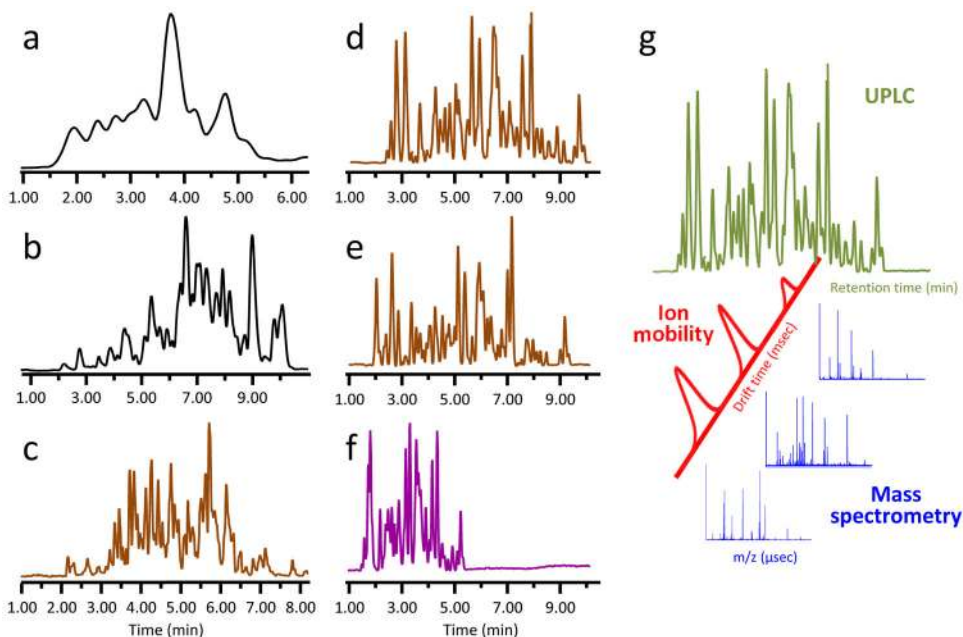 a
1.00 2.00 3.00 4.00 5.00 6.00
b
1.00 3.00 5.00 7.00 9.00
c
1.00 2.00 3.00 4.00 5.00 6.00 7.00 8.00
Time (min)
d
1.00 3.00 5.00 7.00 9.00
e
1.00 3.00 5.00 7.00 9.00
f
1.00 3.00 5.00 7.00 9.00
Time (min)
g
UPLC
Retention time (min)
Ion
mobility
Drift time (msec)
Mass
spectrometry
m/z (µsec)